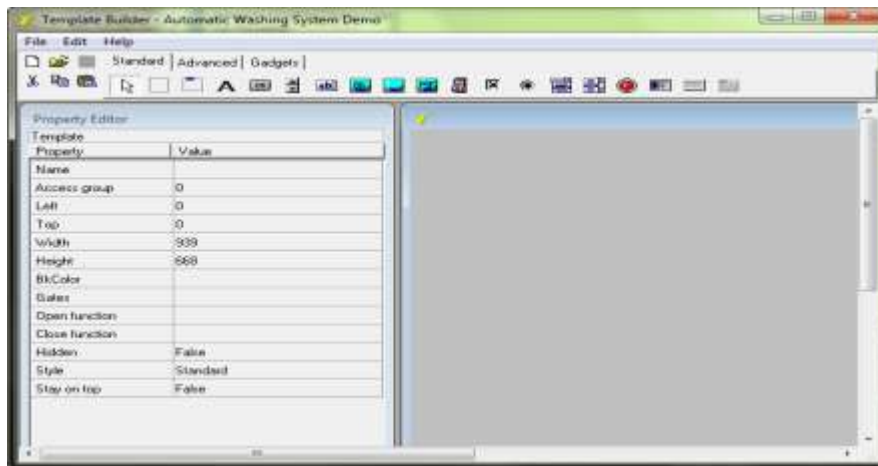 Template Builder - Automatic Washing System Demo
File Edit Help
Standard Advanced Gadgets
A
Property Editor
Template
Property Value
Name
Access group 0
Left 0
Top 0
Width 939
Height 668
BkColor
Gates
Open function
Close function
Hidden False
Style Standard
Stay on top False